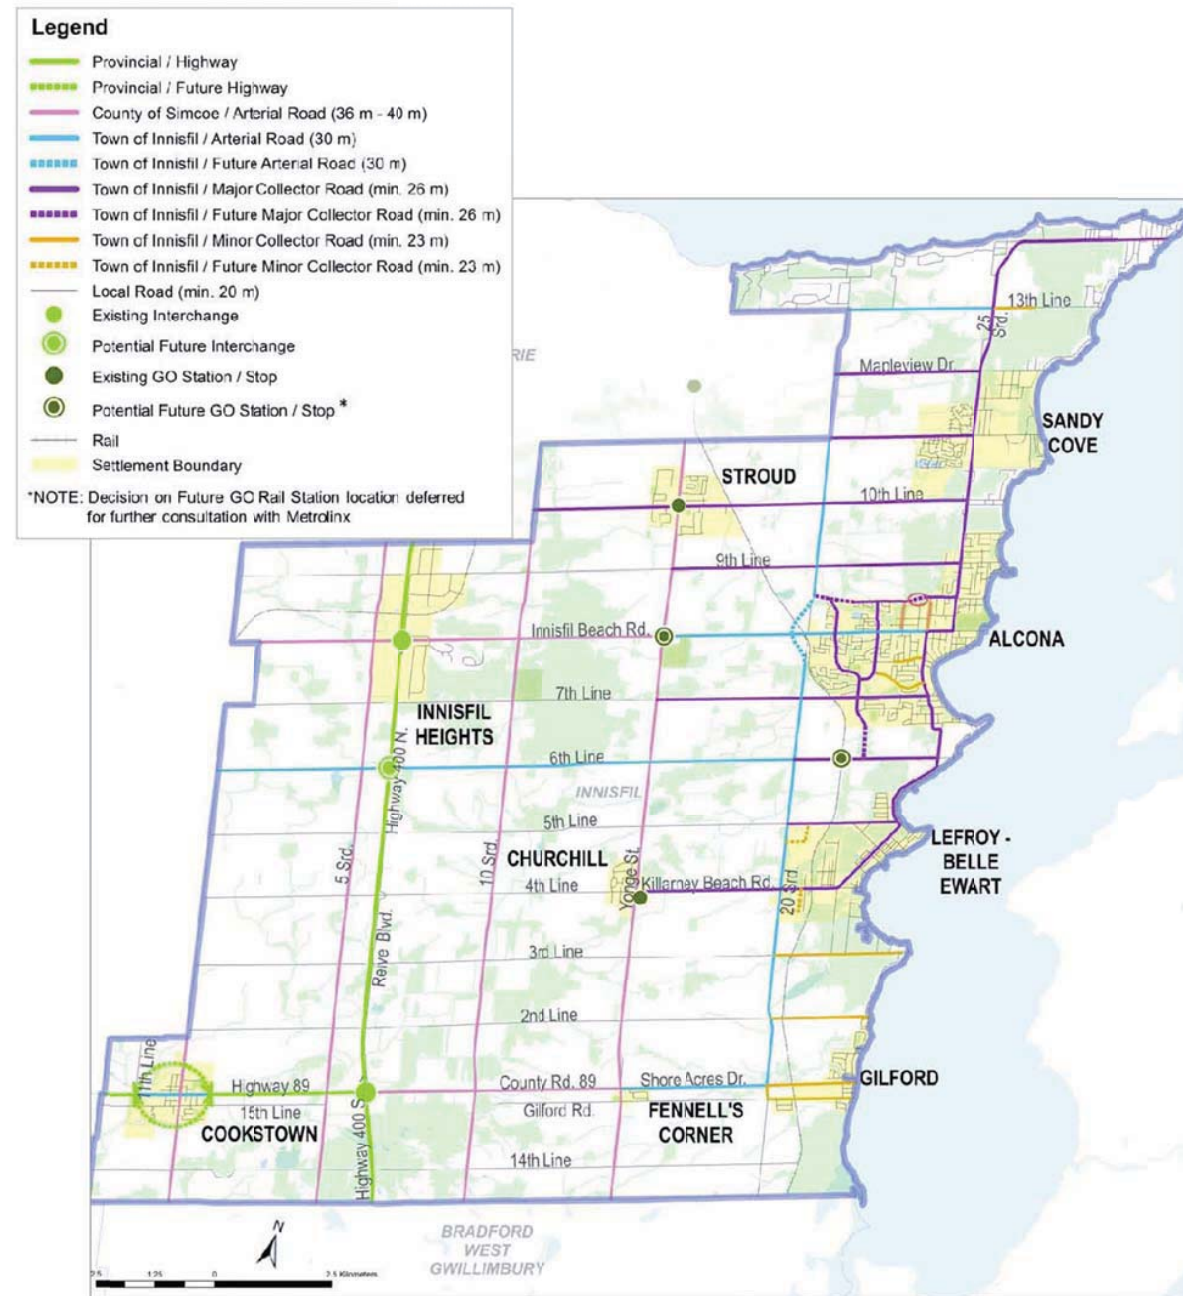 Legend
Provincial / Highway
Provincial / Future Highway
County of Simcoe / Arterial Road (36 m - 40 m)
Town of Innisfil / Arterial Road (30 m)
Town of Innisfil / Future Arterial Road (30 m)
Town of Innisfil / Major Collector Road (min. 26 m)
Town of Innisfil / Future Major Collector Road (min. 26 m)
Town of Innisfil / Minor Collector Road (min. 23 m)
Town of Innisfil / Future Minor Collector Road (min. 23 m)
Local Road (min. 20 m)
Existing Interchange
Potential Future Interchange
Existing GO Station / Stop
Potential Future GO Station / Stop *
Rail
Settlement Boundary
*NOTE: Decision on Future GO Rail Station location deferred
for further consultation with Metrolinx
RIE
13th Line
25
Srd.
Mapleview Dr.
SANDY
COVE
STROUD
10th Line
9th Line
Innisfil Beach Rd.
ALCONA
7th Line
INNISFIL
HEIGHTS
Highway 400 N.
6th Line
INNISFIL
5th Line
LEFROY -
BELLE
EWART
CHURCHILL
5 Srd.
10 Srd.
4th Line
Yonge St.
Killarney Beach Rd.
20 Srd.
Reive Blvd.
3rd Line
2nd Line
11th Line
Highway 89
County Rd. 89
Shore Acres Dr.
GILFORD
15th Line
Gilford Rd.
FENNELL'S
CORNER
COOKSTOWN
Highway 400 S.
14th Line
BRADFORD
WEST
GWILLIMBURY
N
2.5 1.25 0 2.5 Kilometers